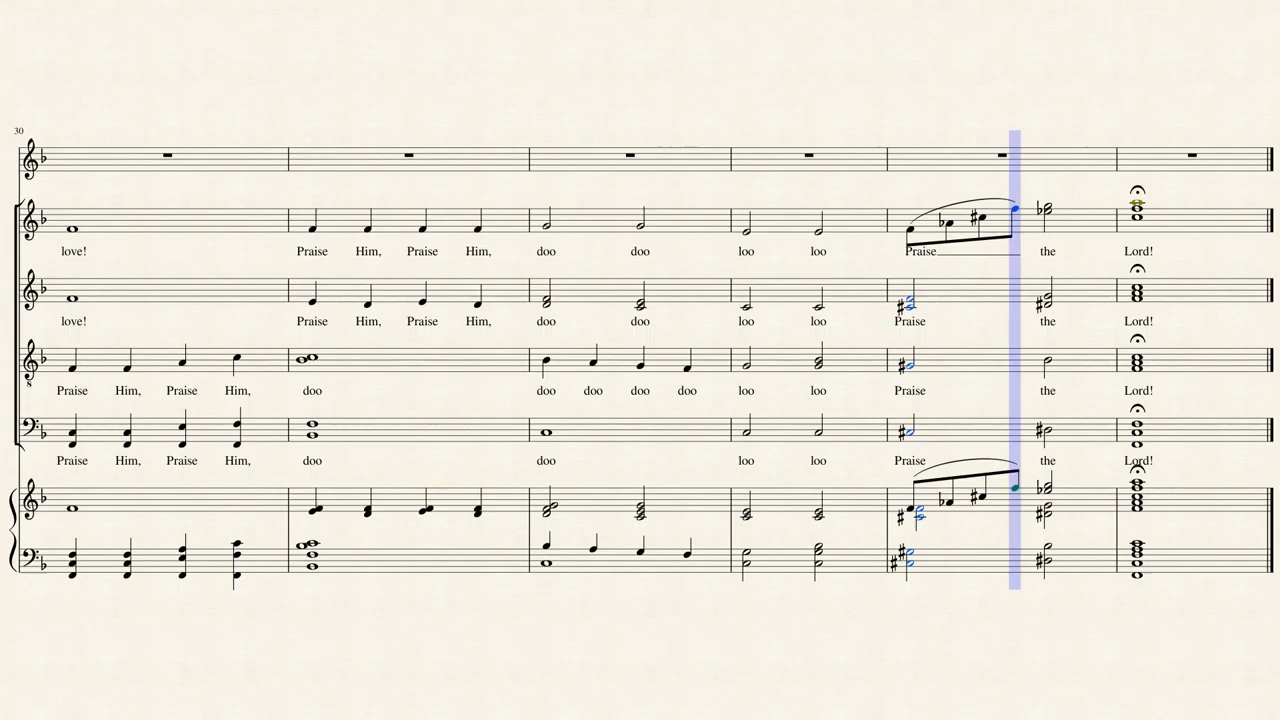 30
love! Praise Him, Praise Him, doo doo loo loo Praise the Lord!
love! Praise Him, Praise Him, doo doo loo loo Praise the Lord!
Praise Him, Praise Him, doo doo doo doo doo loo loo Praise the Lord!
Praise Him, Praise Him, doo doo loo loo Praise the Lord!